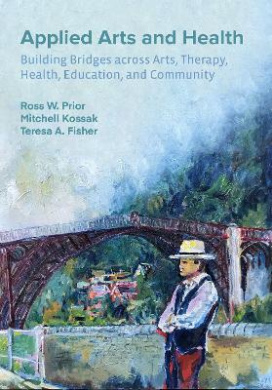 Applied Arts and Health
Building Bridges across Arts, Therapy,
Health, Education, and Community
Ross W. Prior
Mitchell Kossak
Teresa A. Fisher